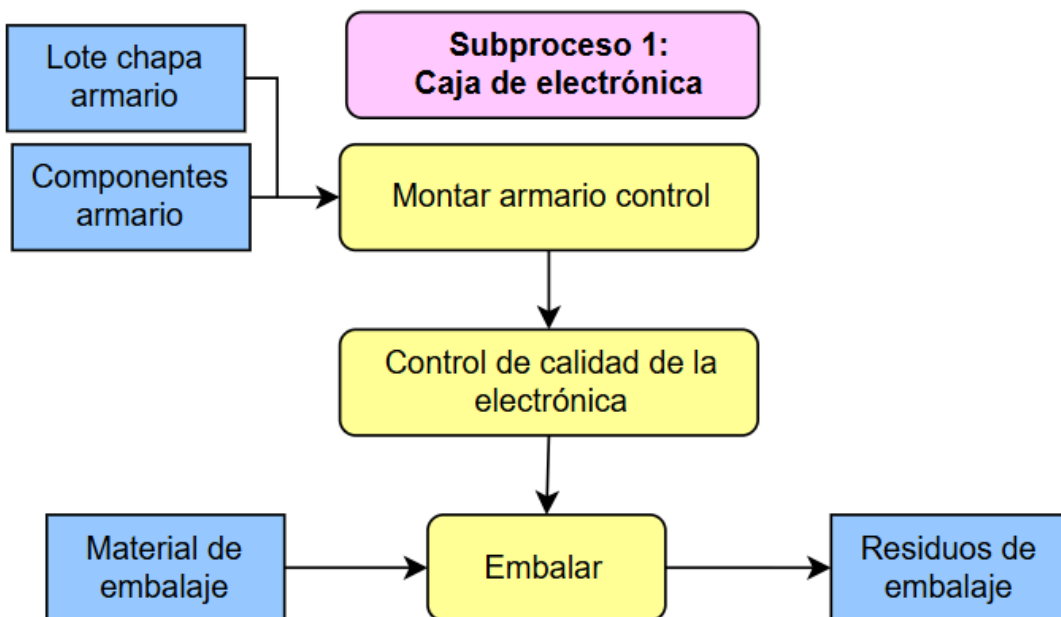 Lote chapa
armario
Subproceso 1:
Caja de electrónica
Componentes
armario
Montar armario control
Control de calidad de la
electrónica
Material de
embalaje
Embalar
Residuos de
embalaje